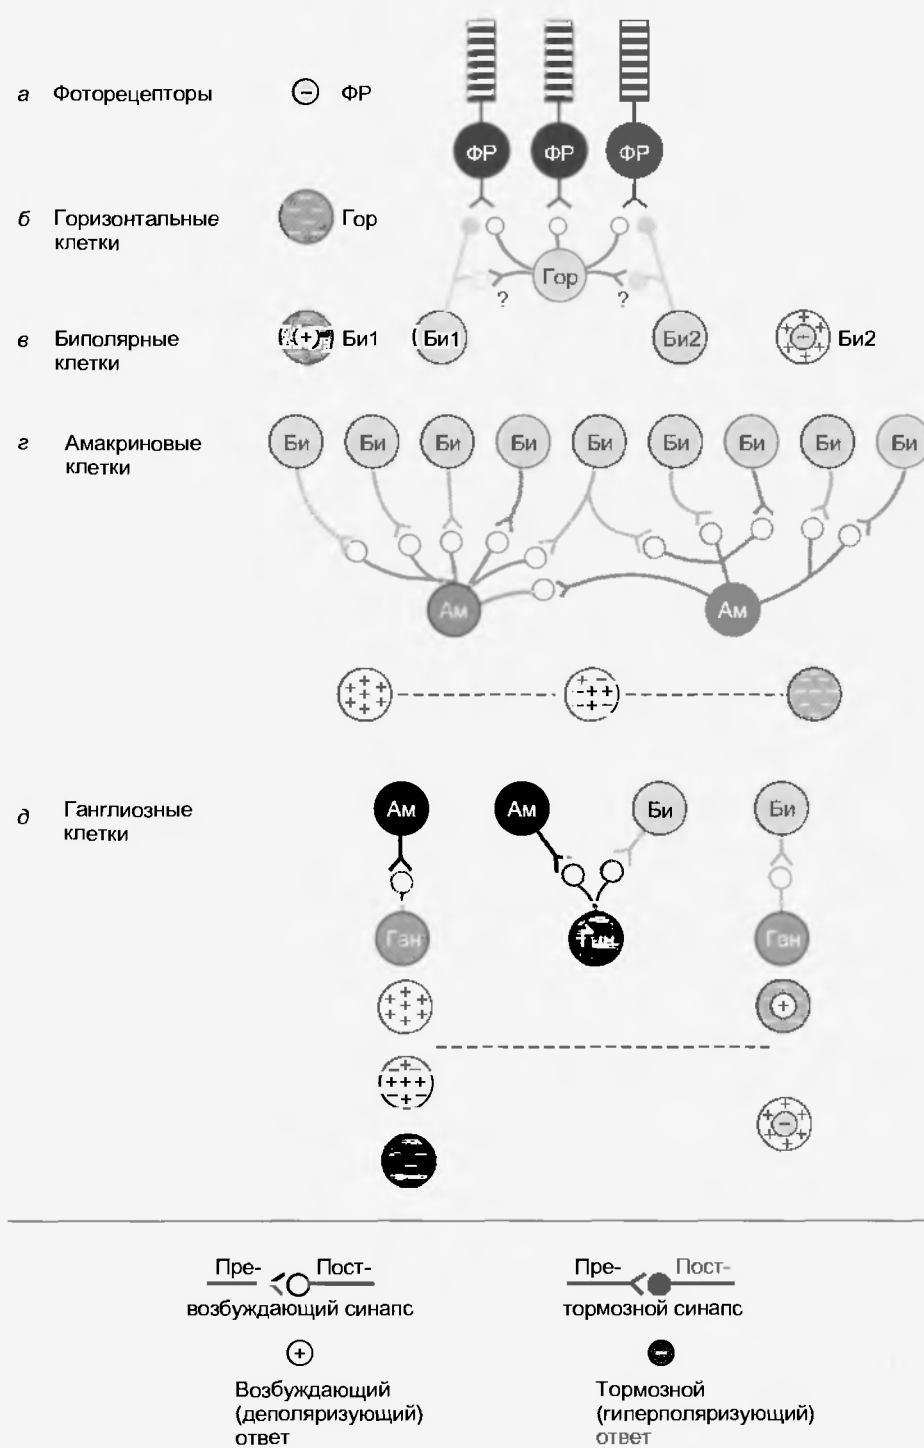 а Фоторецепторы ФР
ФР ФР ФР
б Горизонтальные Гор
клетки
Гор
? ?
в Биполярные Би1 Би1 Би2 Би2
клетки
г Амакриновые Би Би Би Би Би Би Би Би Би
клетки
Ам Ам
д Ганглиозные Ам Ам Би Би
клетки
Ган Ган
Пре- Пост- Пре- Пост-
возбуждающий синапс тормозной синапс
Возбуждающий Тормозной
(деполяризующий) (гиперполяризующий)
ответ ответ